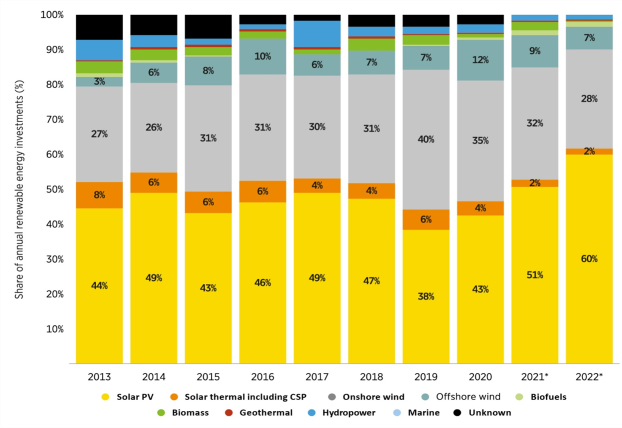 Share of annual renewable energy investments (%)
100%
90%
80%
70%
60%
50%
40%
30%
20%
10%
3% 6% 8% 10% 6% 7% 7% 12% 9% 7%
27% 26% 31% 31% 30% 31% 40% 35% 32% 28%
8% 6% 6% 6% 4% 4% 6% 4% 2% 2%
44% 49% 43% 46% 49% 47% 38% 43% 51% 60%
2013 2014 2015 2016 2017 2018 2019 2020 2021* 2022*
Solar PV Solar thermal including CSP Onshore wind Offshore wind Biofuels
Biomass Geothermal Hydropower Marine Unknown